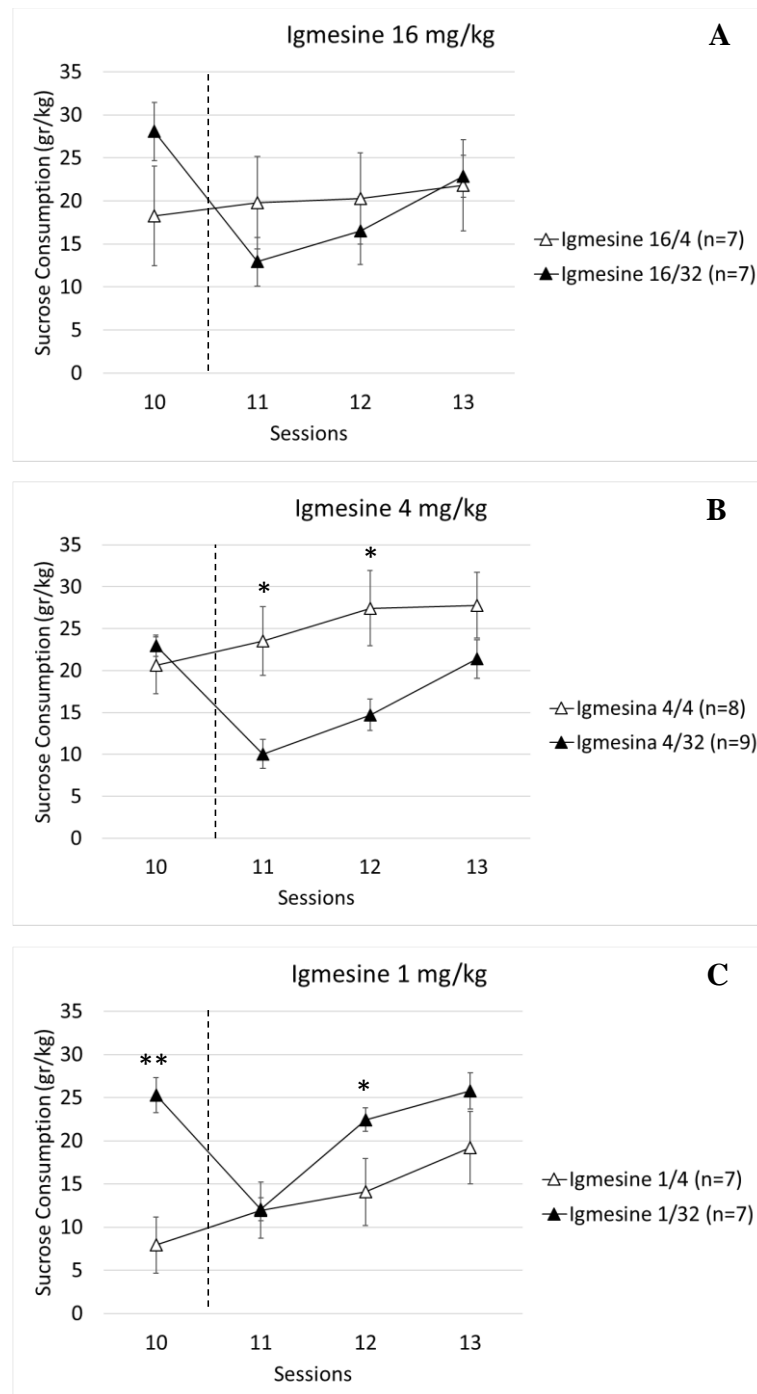 Igmesine 16 mg/kg
A
Sucrose Consumption (gr/kg)
35
30
25
20
15
10
5
0
10 11 12 13
Sessions
Igmesine 16/4 (n=7)
Igmesine 16/32 (n=7)
Igmesine 4 mg/kg
B
Sucrose Consumption (gr/kg)
35
30
25
20
15
10
5
0
* *
10 11 12 13
Sessions
Igmesina 4/4 (n=8)
Igmesina 4/32 (n=9)
Igmesine 1 mg/kg
C
Sucrose Consumption (gr/kg)
35
30
25
20
15
10
5
0
** *
10 11 12 13
Sessions
Igmesine 1/4 (n=7)
Igmesine 1/32 (n=7)